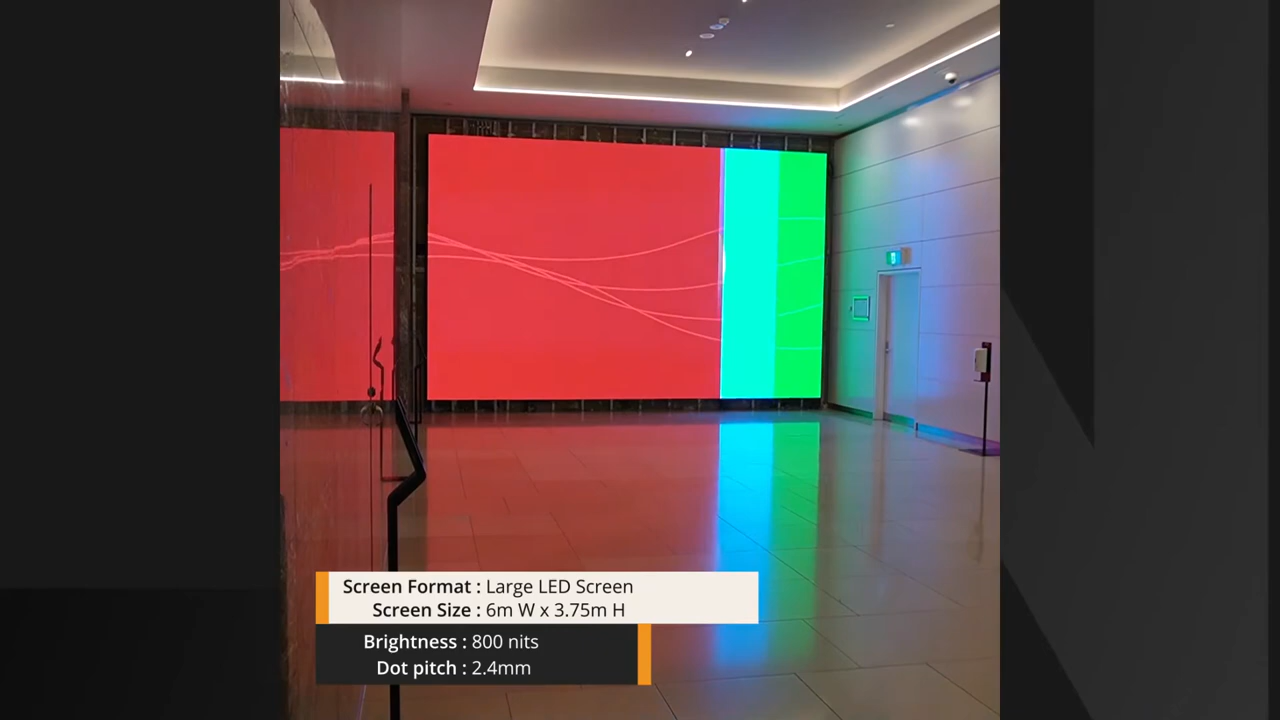 Screen Format : Large LED Screen
Screen Size : 6m W x 3.75m H
Brightness : 800 nits
Dot pitch : 2.4mm